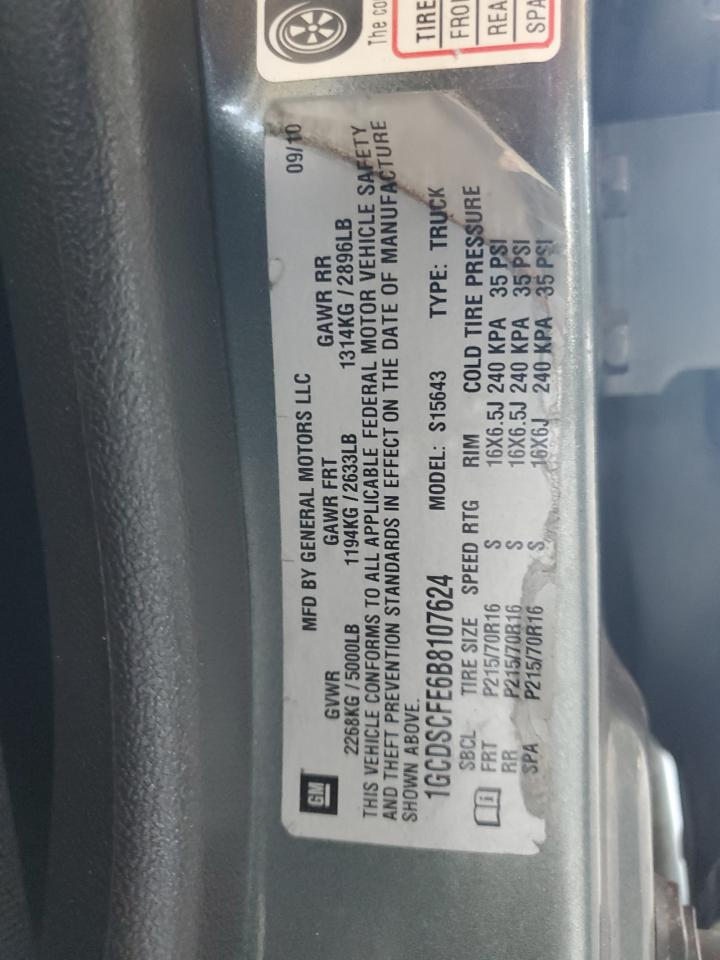 The co
TIRE
FRO
REA
SPA
GM
MFD BY GENERAL MOTORS LLC 09/10
GVWR GAWR FRT GAWR RR
2268KG / 5000LB 1194KG / 2633LB 1314KG / 2896LB
THIS VEHICLE CONFORMS TO ALL APPLICABLE FEDERAL MOTOR VEHICLE SAFETY
AND THEFT PREVENTION STANDARDS IN EFFECT ON THE DATE OF MANUFACTURE
SHOWN ABOVE.
1GCDSCFE6B8107624 MODEL: S15643 TYPE: TRUCK
SBCL TIRE SIZE SPEED RTG RIM COLD TIRE PRESSURE
FRT P215/70R16 S 16X6.5J 240 KPA 35 PSI
RR P215/70R16 S 16X6.5J 240 KPA 35 PSI
SPA P215/70R16 S 16X6J 240 KPA 35 PSI